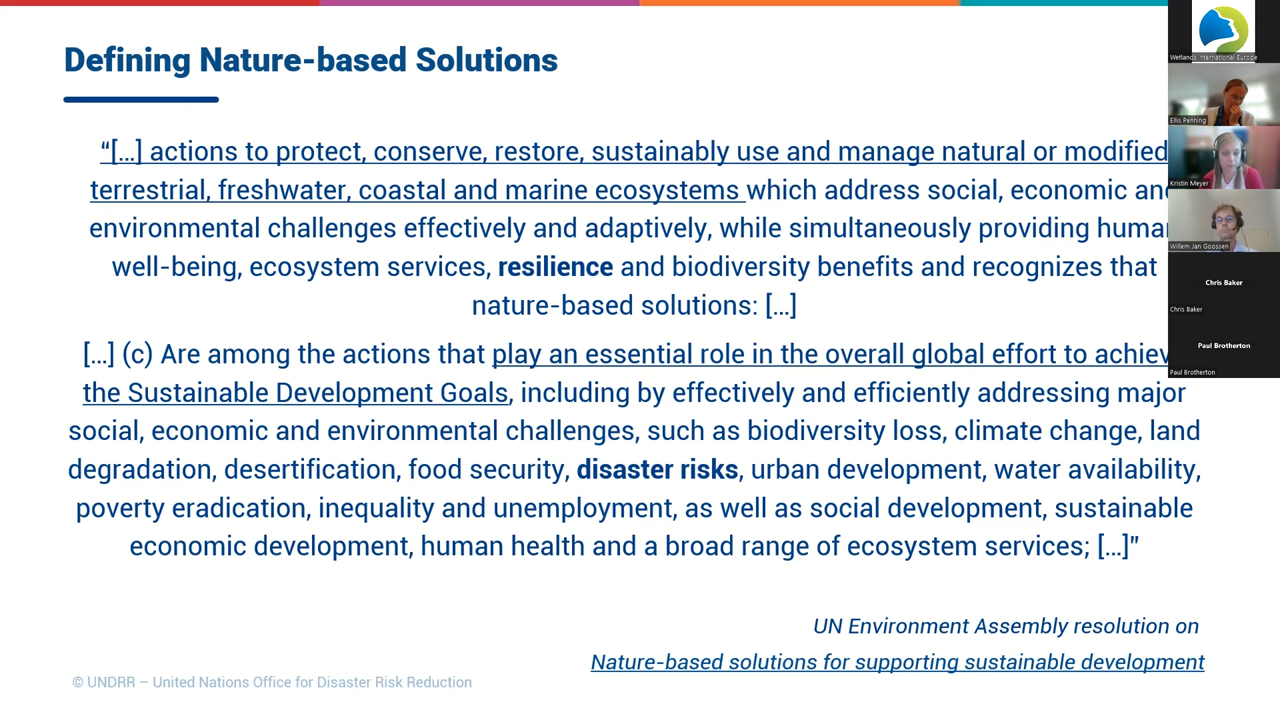 Defining Nature-based Solutions
“[…] actions to protect, conserve, restore, sustainably use and manage natural or modified
terrestrial, freshwater, coastal and marine ecosystems which address social, economic and
environmental challenges effectively and adaptively, while simultaneously providing human
well-being, ecosystem services, resilience and biodiversity benefits and recognizes that
nature-based solutions: […]
[…] (c) Are among the actions that play an essential role in the overall global effort to achiev
the Sustainable Development Goals, including by effectively and efficiently addressing major
social, economic and environmental challenges, such as biodiversity loss, climate change, land
degradation, desertification, food security, disaster risks, urban development, water availability,
poverty eradication, inequality and unemployment, as well as social development, sustainable
economic development, human health and a broad range of ecosystem services; […]”
UN Environment Assembly resolution on
Nature-based solutions for supporting sustainable development
© UNDRR – United Nations Office for Disaster Risk Reduction
Wetlands International Europe
Ellis Penning
Kristin Meyer
Willem Jan Goossen
Chris Baker
Chris Baker
Paul Brotherton
Paul Brotherton